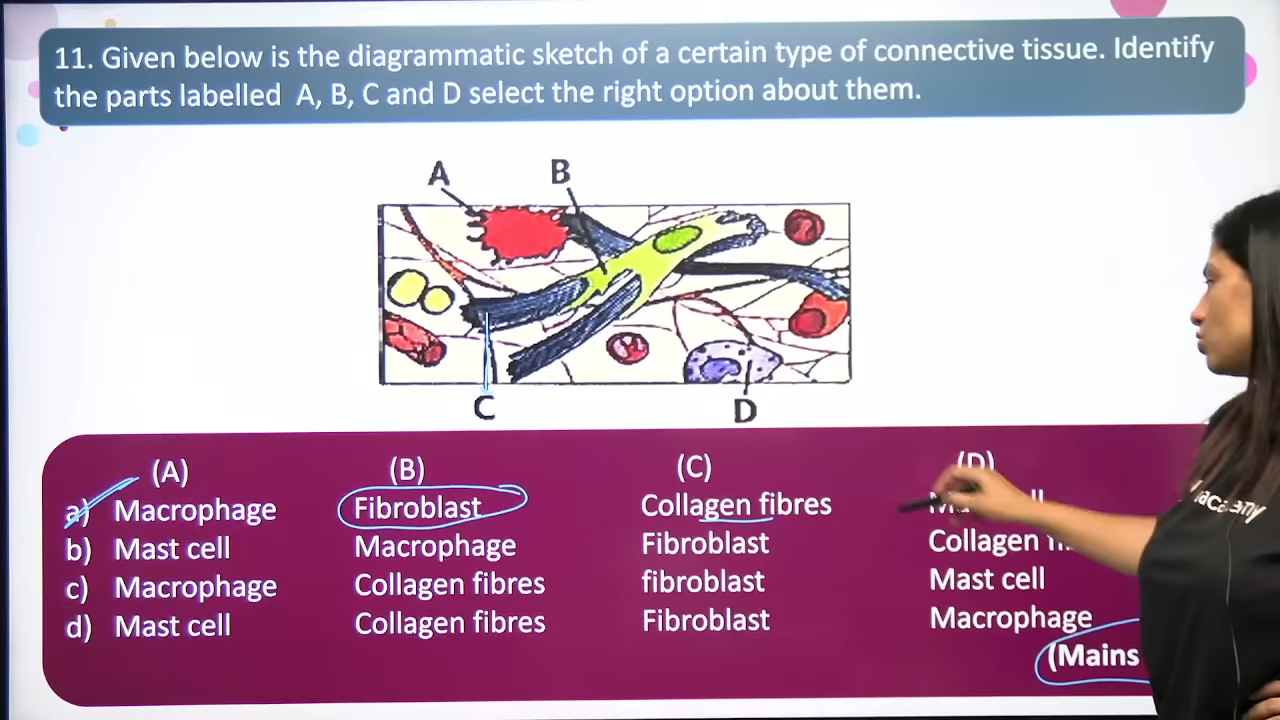 11. Given below is the diagrammatic sketch of a certain type of connective tissue. Identify
the parts labelled A, B, C and D select the right option about them.
A B
C D
(A) (B) (C) (D)
a) Macrophage Fibroblast Collagen fibres
b) Mast cell Macrophage Fibroblast Collagen
c) Macrophage Collagen fibres fibroblast Mast cell
d) Mast cell Collagen fibres Fibroblast Macrophage
(Mains